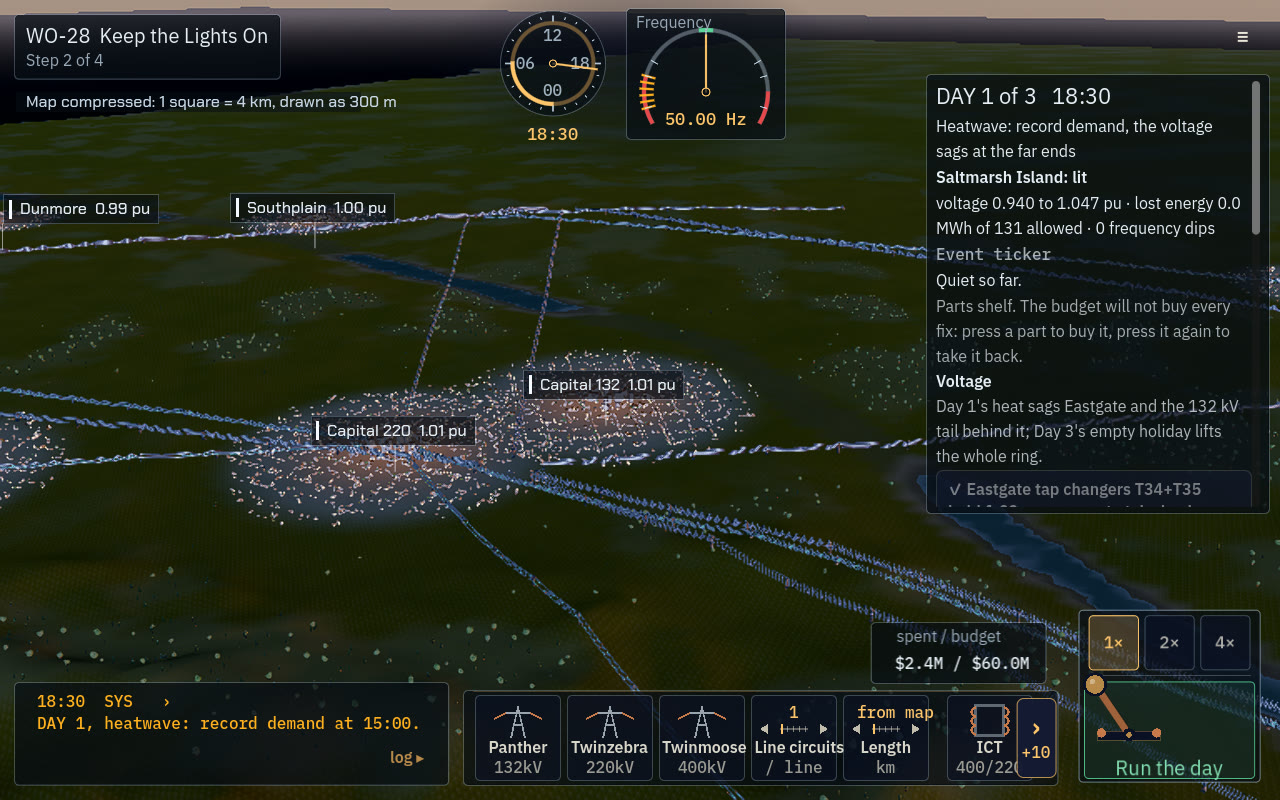 WO-28 Keep the Lights On
Step 2 of 4
Map compressed: 1 square = 4 km, drawn as 300 m
12
06
18
00
18:30
Frequency
50.00 Hz
≡
DAY 1 of 3 18:30
Heatwave: record demand, the voltage
sags at the far ends
Saltmarsh Island: lit
voltage 0.940 to 1.047 pu · lost energy 0.0
MWh of 131 allowed · 0 frequency dips
Event ticker
Quiet so far.
Parts shelf. The budget will not buy every
fix: press a part to buy it, press it again to
take it back.
Voltage
Day 1's heat sags Eastgate and the 132 kV
tail behind it; Day 3's empty holiday lifts
the whole ring.
✓ Eastgate tap changers T34+T35
Dunmore 0.99 pu
Southplain 1.00 pu
Capital 132 1.01 pu
Capital 220 1.01 pu
spent / budget
$2.4M / $60.0M
1×
2×
4×
Run the day
18:30 SYS ›
DAY 1, heatwave: record demand at 15:00.
log ▸
Panther
132kV
Twinzebra
220kV
Twinmoose
400kV
1
Line circuits
/ line
from map
Length
km
ICT
400/220
›
+10